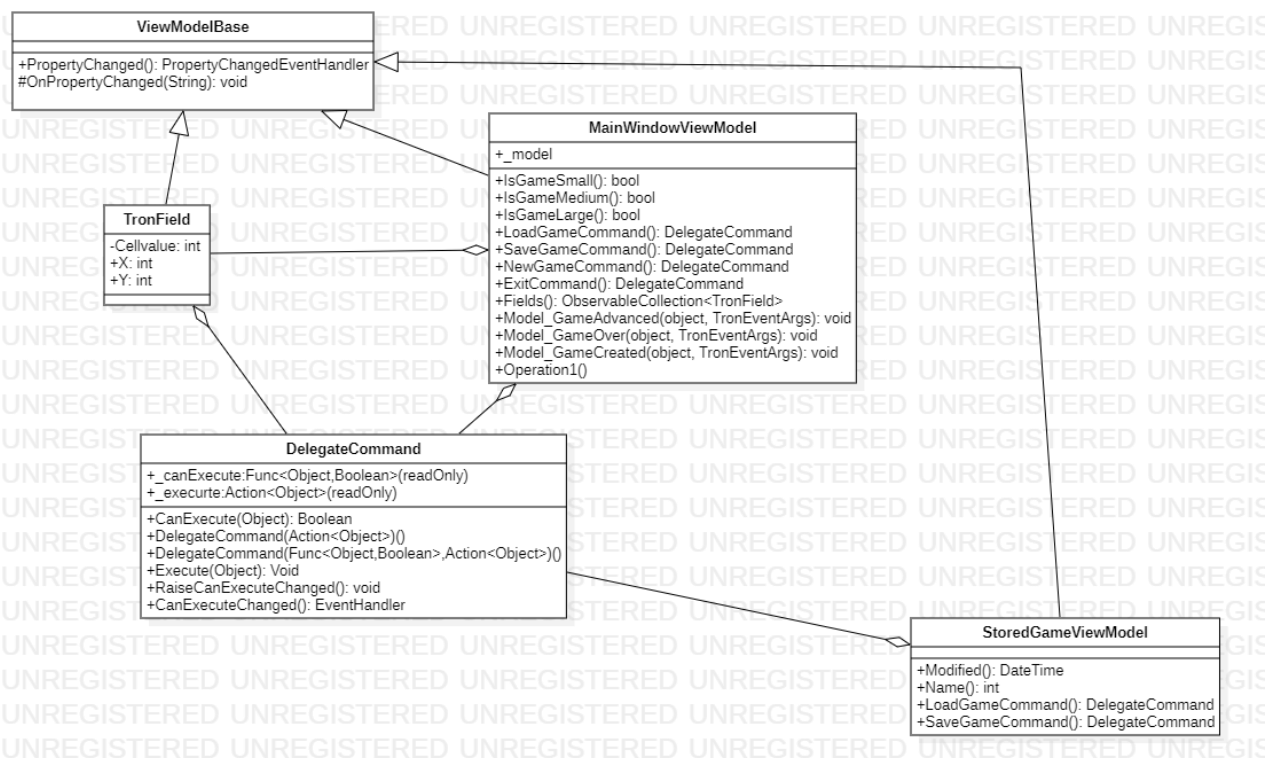 ViewModelBase
+PropertyChanged(): PropertyChangedEventHandler
#OnPropertyChanged(String): void
MainWindowViewModel
+_model
+IsGameSmall(): bool
+IsGameMedium(): bool
+IsGameLarge(): bool
+LoadGameCommand(): DelegateCommand
+SaveGameCommand(): DelegateCommand
+NewGameCommand(): DelegateCommand
+ExitCommand(): DelegateCommand
+Fields(): ObservableCollection<TronField>
+Model_GameAdvanced(object, TronEventArgs): void
+Model_GameOver(object, TronEventArgs): void
+Model_GameCreated(object, TronEventArgs): void
+Operation1()
TronField
-Cellvalue: int
+X: int
+Y: int
DelegateCommand
+_canExecute:Func<Object,Boolean>(readOnly)
+_execurte:Action<Object>(readOnly)
+CanExecute(Object): Boolean
+DelegateCommand(Action<Object>)()
+DelegateCommand(Func<Object,Boolean>,Action<Object>)()
+Execute(Object): Void
+RaiseCanExecuteChanged(): void
+CanExecuteChanged(): EventHandler
StoredGameViewModel
+Modified(): DateTime
+Name(): int
+LoadGameCommand(): DelegateCommand
+SaveGameCommand(): DelegateCommand
UNREGISTERED